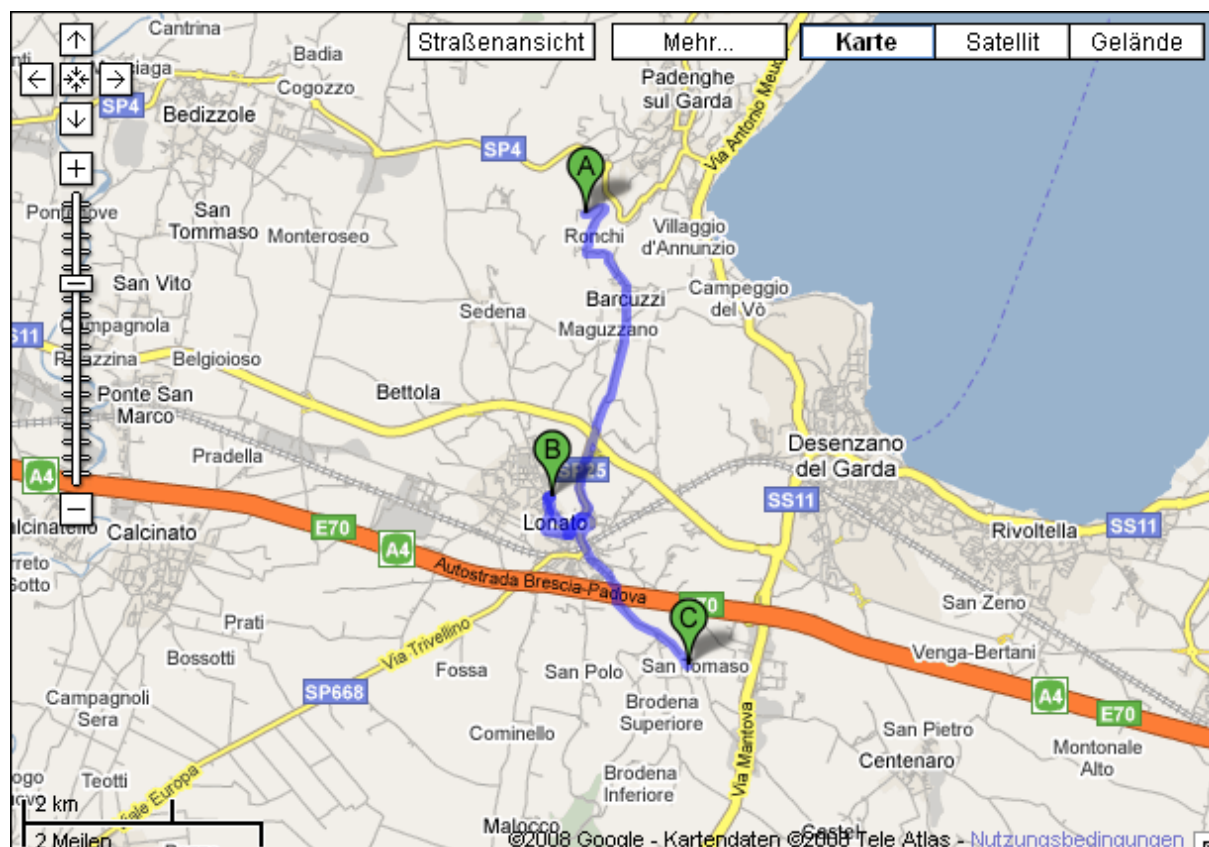 Cantrina
Straßenansicht
Mehr...
Karte
Satellit
Gelände
Badia
Cogozzo
Padenghe
sul Garda
Via Antonio
SP4
Bedizzole
SP4
A
San
Tommaso
Monteroseo
Ronchi
Villaggio
d'Annunzio
San Vito
Sedena
Barcuzzi
Campeggio
del Vò
Maguzzano
Belgioioso
Ponte San
Marco
Bettola
Desenzano
del Garda
Pradella
B
SP25
A4
SS11
Lonato
Rivoltella
SS11
Calcinato
E70
A4
Autostrada Brescia-Padova
San Zeno
C
Prati
Via Trivellino
Bossotti
Fossa
San Polo
San Tomaso
Venga-Bertani
SP668
Brodena
Superiore
A4
E70
Campagnoli
Sera
Cominello
Via Mantova
San Pietro
Centenaro
Montonale
Alto
Teotti
Brodena
Inferiore
2 km
2 Meilen
Malocco
©2008 Google - Kartendaten ©2008 Tele Atlas - Nutzungsbedingungen